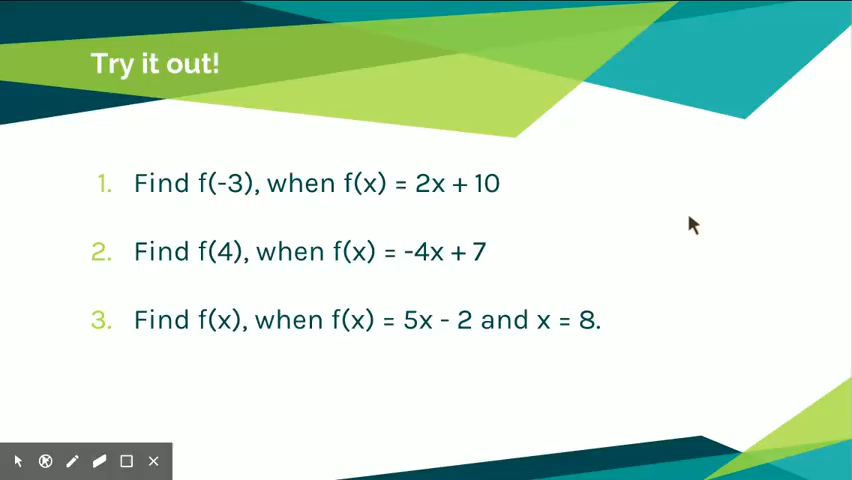 Try it out!
1. Find f(-3), when f(x) = 2x + 10
2. Find f(4), when f(x) = -4x + 7
3. Find f(x), when f(x) = 5x - 2 and x = 8.